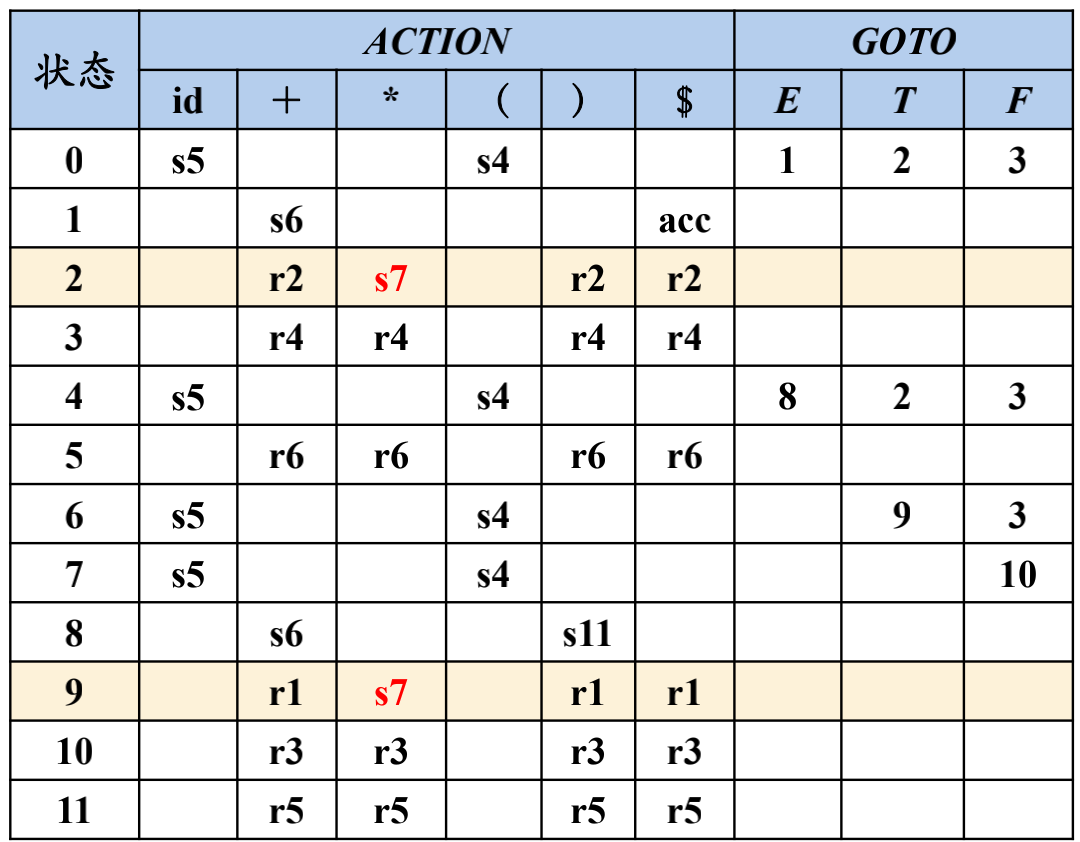 状态 ACTION GOTO
id + * ( ) $ E T F
0 s5 s4 1 2 3
1 s6 acc
2 r2 s7 r2 r2
3 r4 r4 r4 r4
4 s5 s4 8 2 3
5 r6 r6 r6 r6
6 s5 s4 9 3
7 s5 s4 10
8 s6 s11
9 r1 s7 r1 r1
10 r3 r3 r3 r3
11 r5 r5 r5 r5